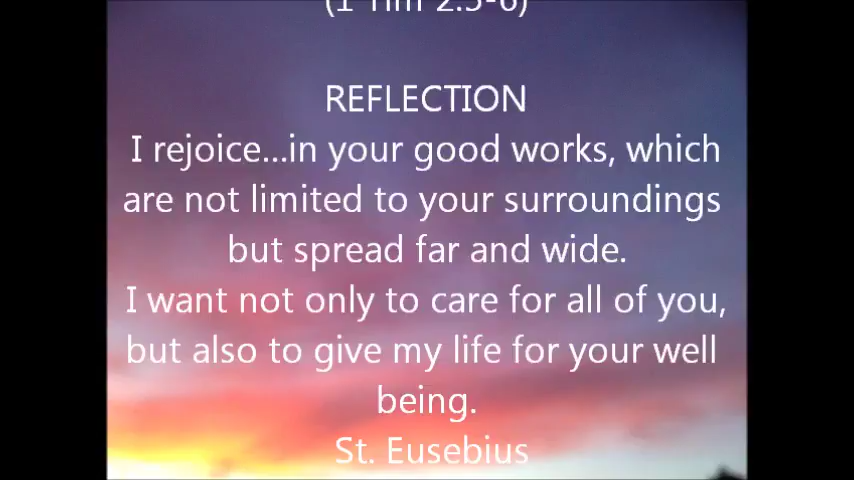 (1 Tim 2.5-6)
REFLECTION
I rejoice...in your good works, which
are not limited to your surroundings
but spread far and wide.
I want not only to care for all of you,
but also to give my life for your well
being.
St. Eusebius